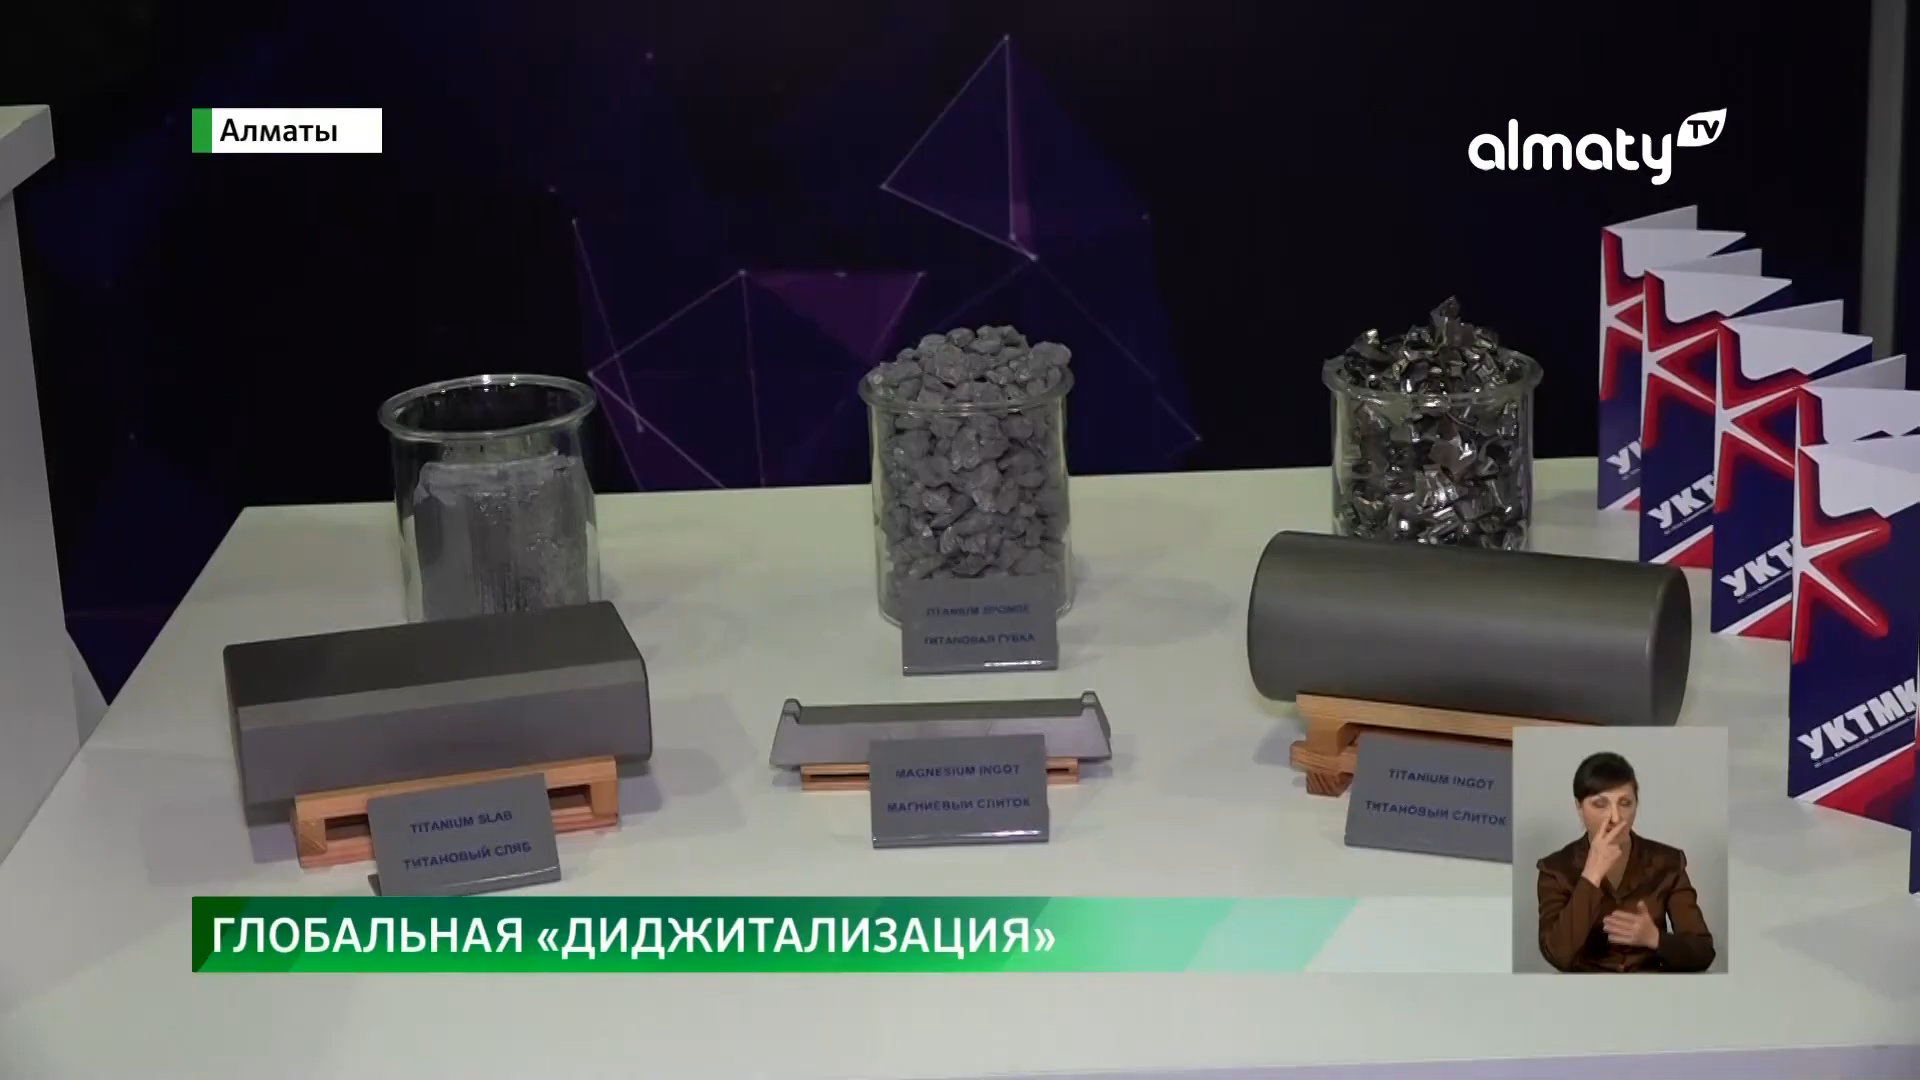 Алматы
almaty TV
УКТМК
TITANIUM SPONGE
ТИТАНОВАЯ ГУБКА
TITANIUM SLAB
ТИТАНОВЫЙ СЛЯБ
MAGNESIUM INGOT
МАГНИЕВЫЙ СЛИТОК
TITANIUM INGOT
ТИТАНОВЫЙ СЛИТОК
ГЛОБАЛЬНАЯ «ДИДЖИТАЛИЗАЦИЯ»